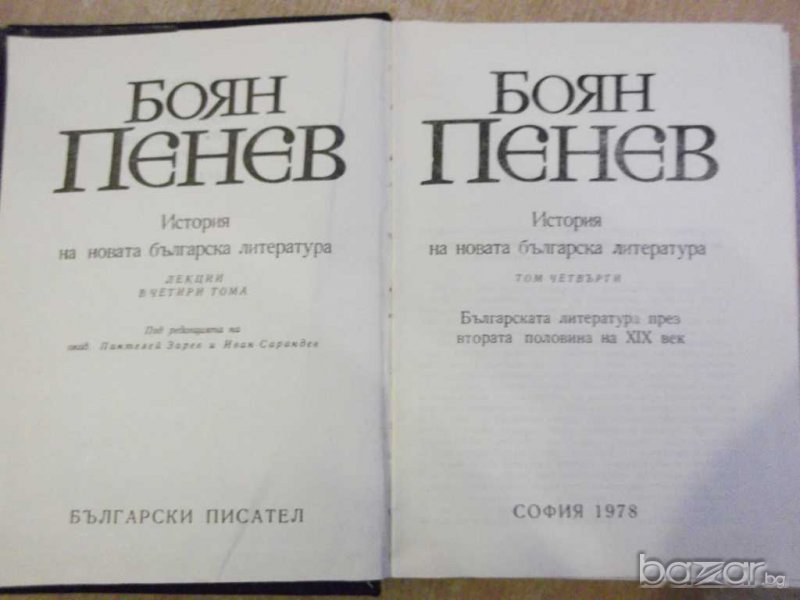 БОЯН
ПЕНЕВ
История
на новата българска литература
ЛЕКЦИИ
В ЧЕТИРИ ТОМА
Под редакцията на
акад. Пантелей Зарев и Иван Сарандев
БЪЛГАРСКИ ПИСАТЕЛ
БОЯН
ПЕНЕВ
История
на новата българска литература
ТОМ ЧЕТВЪРТИ
Българската литература през
втората половина на XIX век
СОФИЯ 1978
bazar.bg